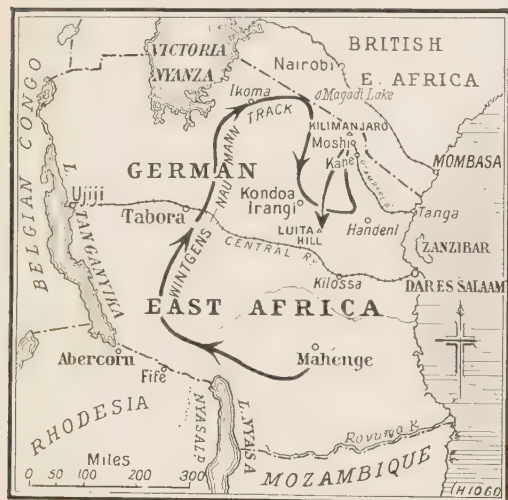 VICTORIA
NYANZA
BRITISH
E. AFRICA
Nairobi
Magadi Lake
Ikoma
TRACK
KILIMANJARO
Moshi
Kahe
MOMBASA
BELGIAN CONGO
GERMAN
WINTGENS NAUMANN
L. TANGANYIKA
Ujiji
Tabora
Kondoa
Irangi
LUITA
HILL
Handeni
Tanga
ZANZIBAR
CENTRAL Ry.
Kilossa
DAR ES SALAAM
EAST AFRICA
Abercorn
Fife
Mahenge
RHODESIA
NYASALD
L. NYASA
Rovuma R.
MOZAMBIQUE
Miles
0 50 100 200 300
H1060